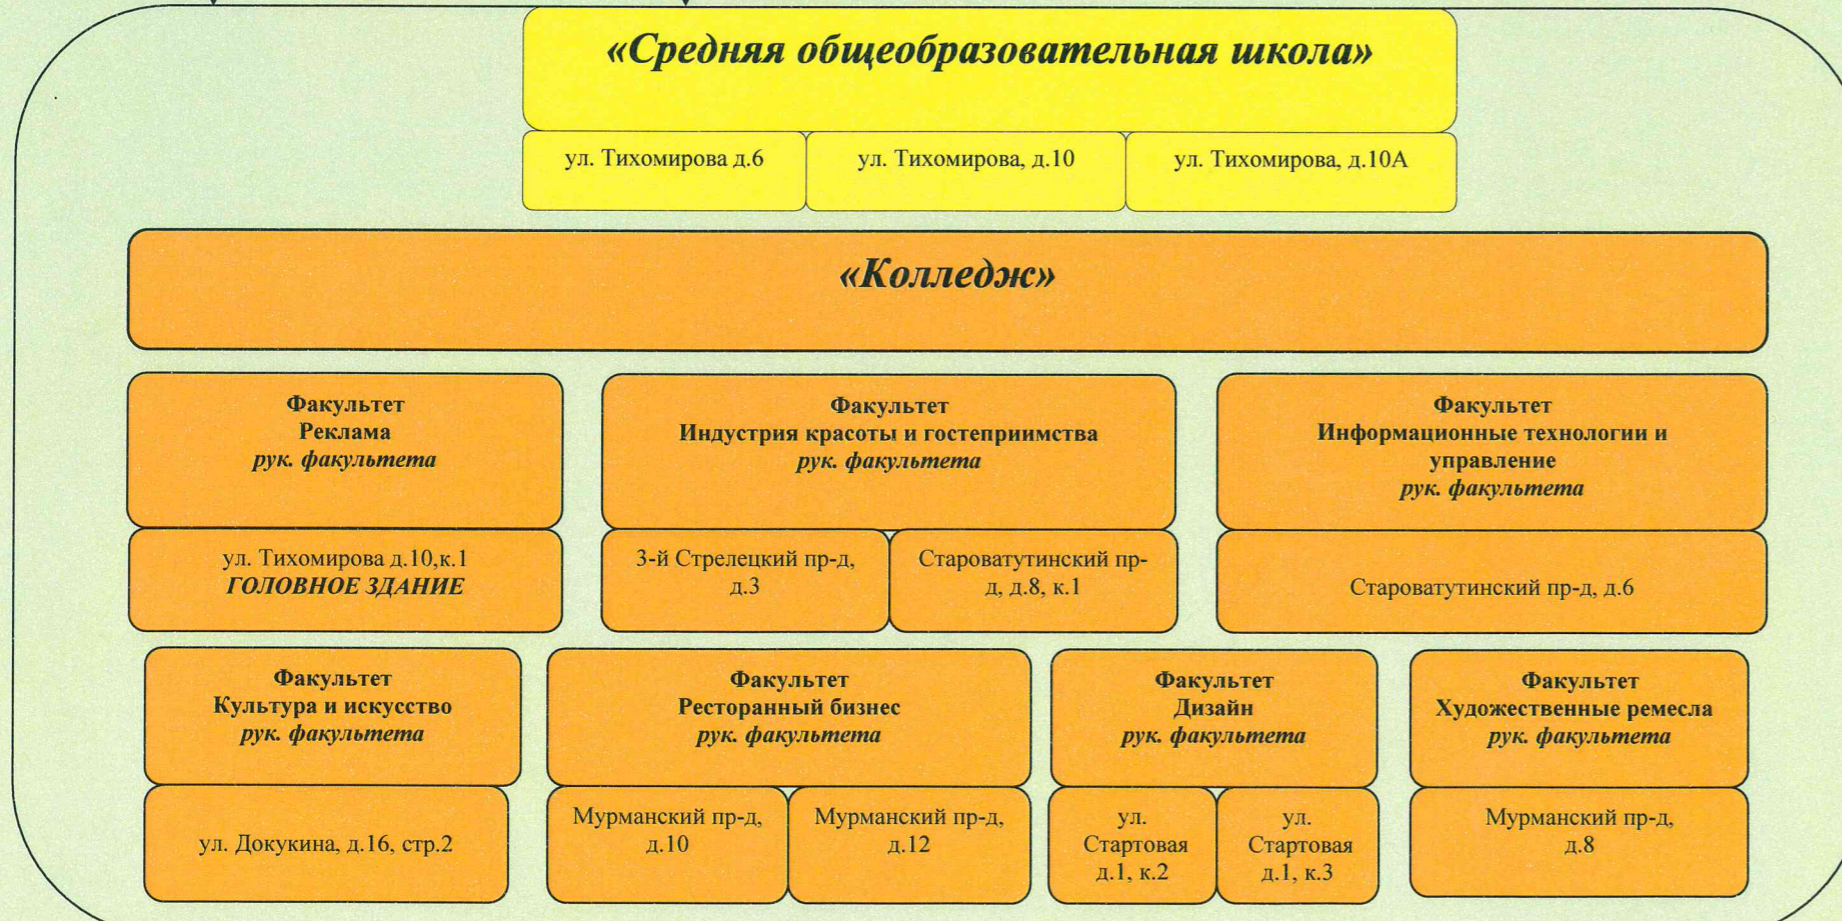 «Средняя общеобразовательная школа»
ул. Тихомирова д.6
ул. Тихомирова, д.10
ул. Тихомирова, д.10А
«Колледж»
Факультет
Реклама
рук. факультета
Факультет
Индустрия красоты и гостеприимства
рук. факультета
Факультет
Информационные технологии и
управление
рук. факультета
ул. Тихомирова д.10,к.1
ГОЛОВНОЕ ЗДАНИЕ
3-й Стрелецкий пр-д,
д.3
Староватутинский пр-
д, д.8, к.1
Староватутинский пр-д, д.6
Факультет
Культура и искусство
рук. факультета
Факультет
Ресторанный бизнес
рук. факультета
Факультет
Дизайн
рук. факультета
Факультет
Художественные ремесла
рук. факультета
ул. Докукина, д.16, стр.2
Мурманский пр-д,
д.10
Мурманский пр-д,
д.12
ул.
Стартовая
д.1, к.2
ул.
Стартовая
д.1, к.3
Мурманский пр-д,
д.8